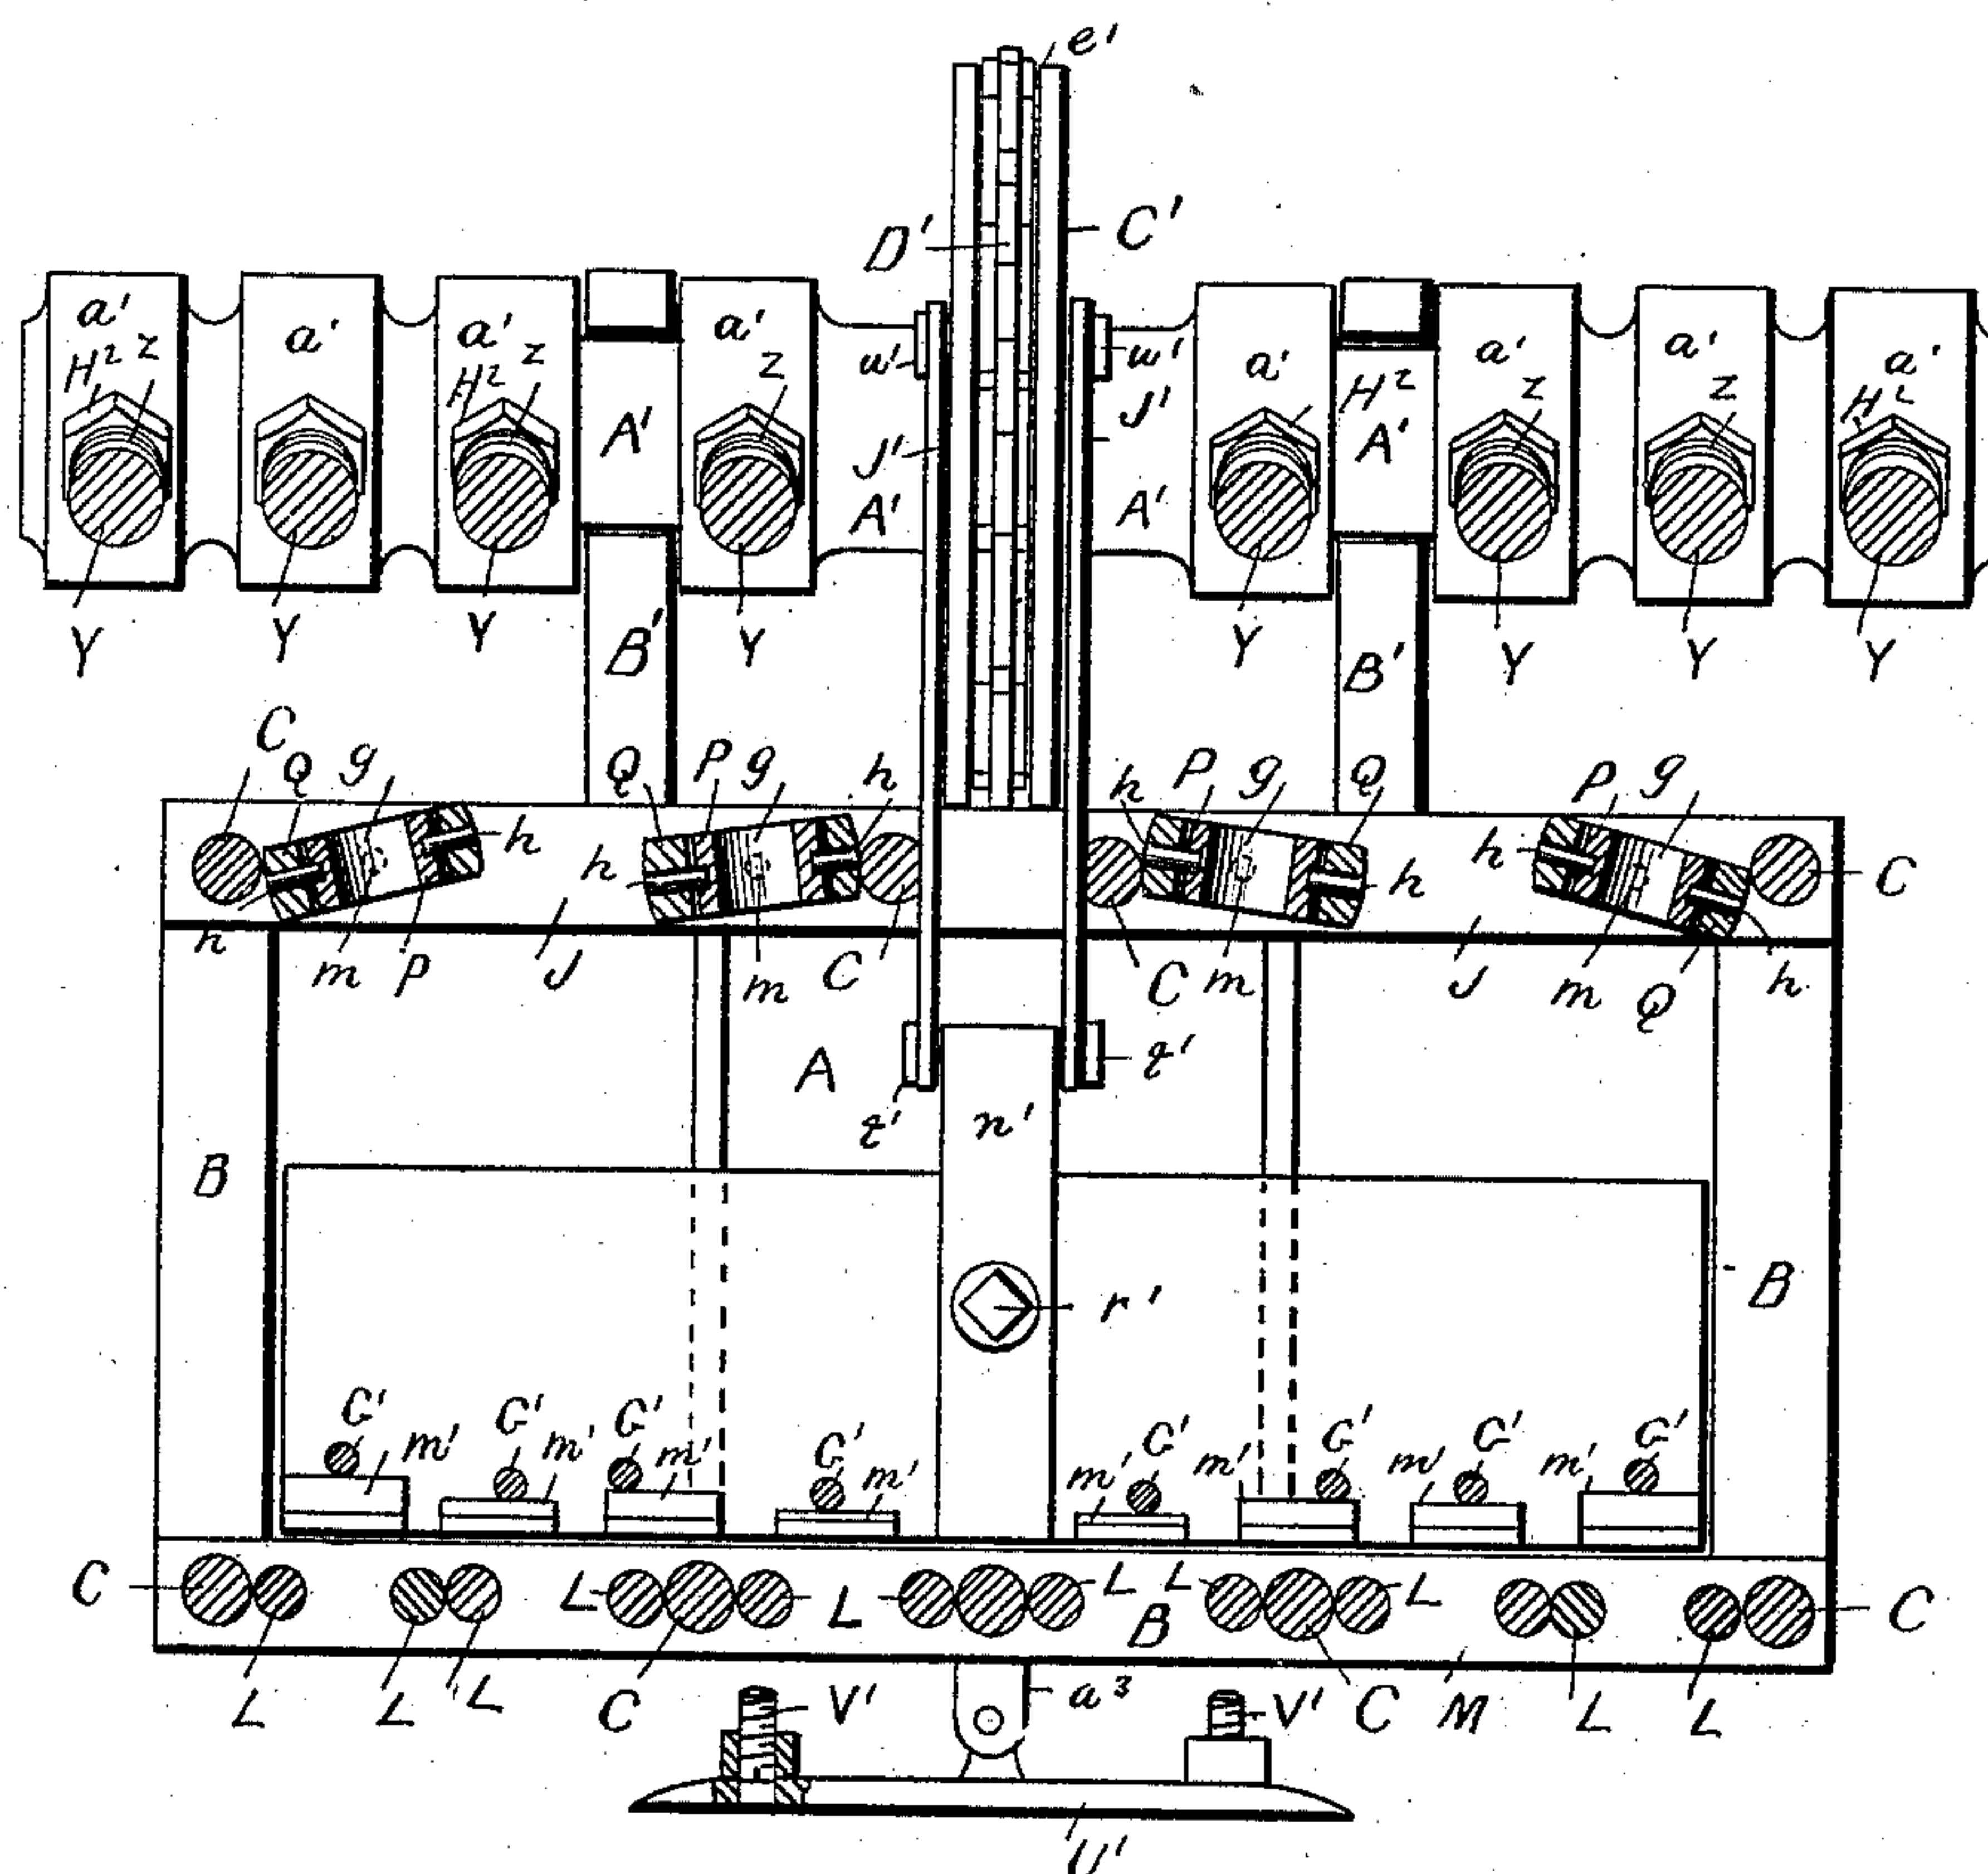 e'
D' C'
a' a' a' a' w' w' a' a' a' a'
H² z H² z z H² z z H²
A' J' J' A'
A' A'
Y Y Y B' Y Y B' Y Y Y
C Q g Q P g h h P g Q P g
h h h h C
h m P J m C C m J m Q h
A t' t'
n'
B B
r'
G' m' G' m' G' m' G' m' m' G' m' G' m' G' m' G'
C L L L L L B C
L L L C V' a³ V' C M L L
U'